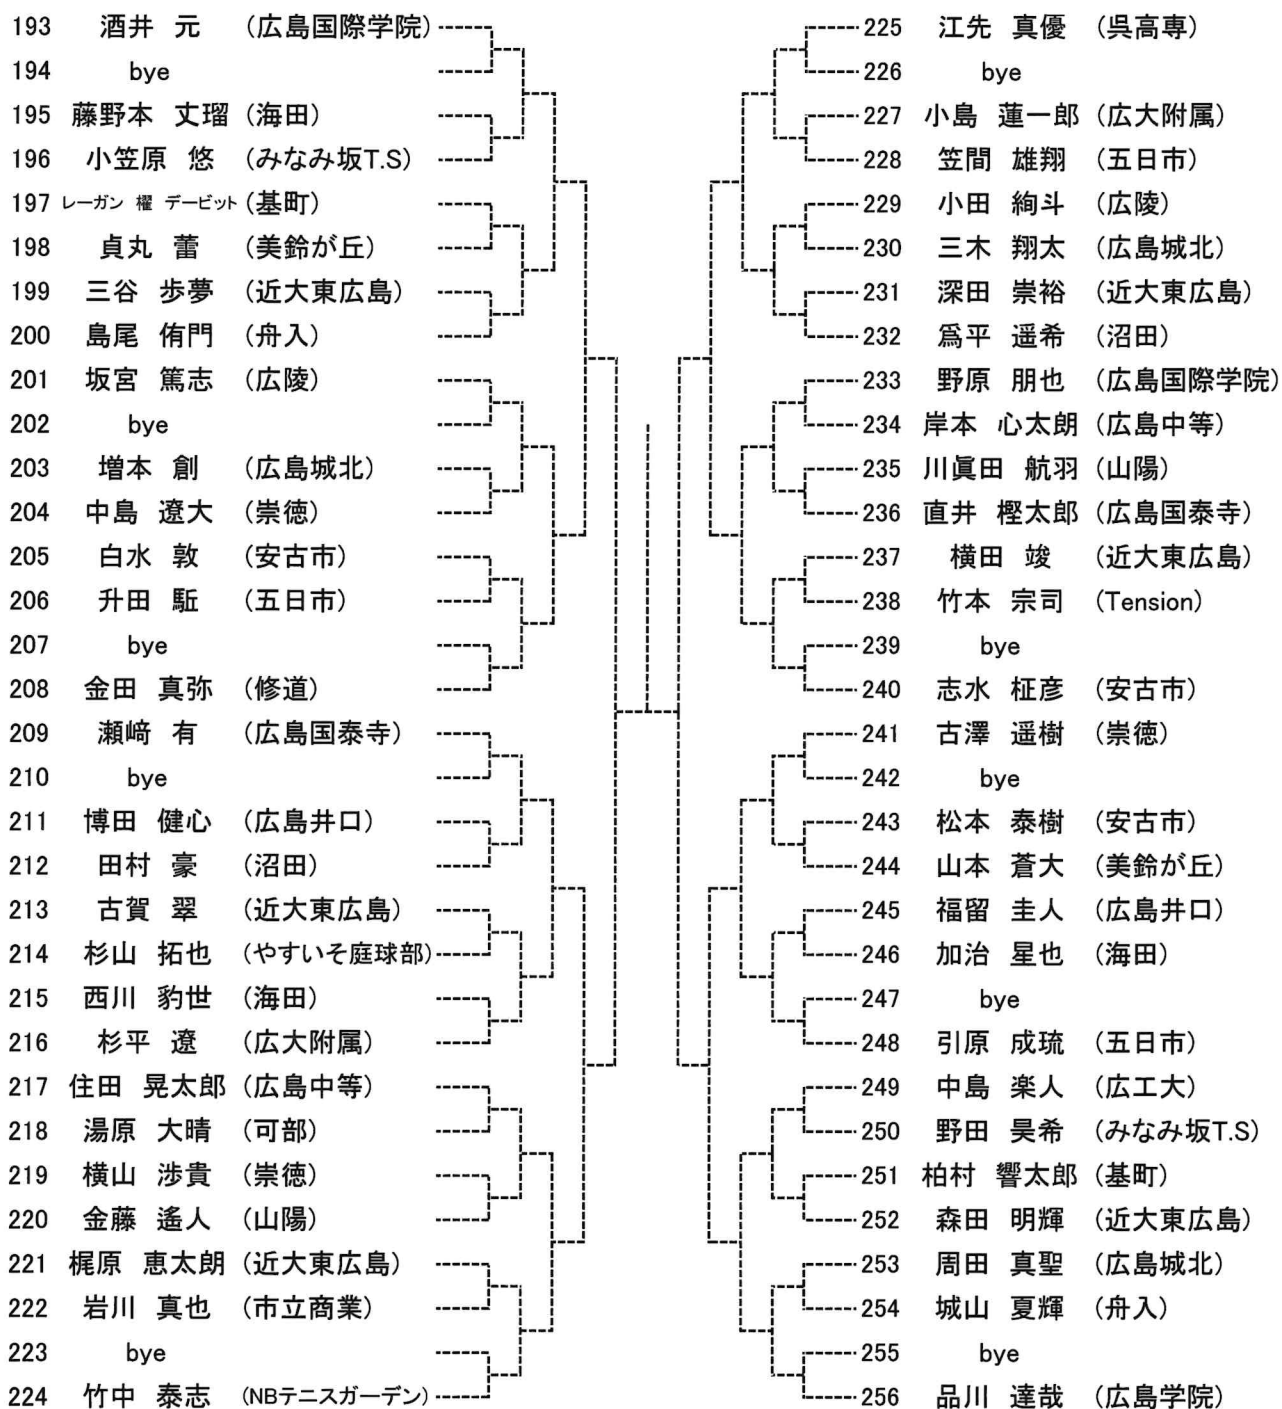 193 酒井 元 (広島国際学院)
194 bye
195 藤野本 丈瑠 (海田)
196 小笠原 悠 (みなみ坂T.S)
197 レーガン 櫂 デービット (基町)
198 貞丸 蕾 (美鈴が丘)
199 三谷 歩夢 (近大東広島)
200 島尾 侑門 (舟入)
201 坂宮 篤志 (広陵)
202 bye
203 増本 創 (広島城北)
204 中島 遼大 (崇徳)
205 白水 敦 (安古市)
206 升田 駈 (五日市)
207 bye
208 金田 真弥 (修道)
209 瀬﨑 有 (広島国泰寺)
210 bye
211 博田 健心 (広島井口)
212 田村 豪 (沼田)
213 古賀 翠 (近大東広島)
214 杉山 拓也 (やすいそ庭球部)
215 西川 豹世 (海田)
216 杉平 遼 (広大附属)
217 住田 晃太郎 (広島中等)
218 湯原 大晴 (可部)
219 横山 渉貴 (崇徳)
220 金藤 遙人 (山陽)
221 梶原 恵太朗 (近大東広島)
222 岩川 真也 (市立商業)
223 bye
224 竹中 泰志 (NBテニスガーデン)
225 江先 真優 (呉高専)
226 bye
227 小島 蓮一郎 (広大附属)
228 笠間 雄翔 (五日市)
229 小田 絢斗 (広陵)
230 三木 翔太 (広島城北)
231 深田 崇裕 (近大東広島)
232 爲平 遥希 (沼田)
233 野原 朋也 (広島国際学院)
234 岸本 心太朗 (広島中等)
235 川眞田 航羽 (山陽)
236 直井 樫太郎 (広島国泰寺)
237 横田 竣 (近大東広島)
238 竹本 宗司 (Tension)
239 bye
240 志水 柾彦 (安古市)
241 古澤 遥樹 (崇徳)
242 bye
243 松本 泰樹 (安古市)
244 山本 蒼大 (美鈴が丘)
245 福留 圭人 (広島井口)
246 加治 星也 (海田)
247 bye
248 引原 成琉 (五日市)
249 中島 楽人 (広工大)
250 野田 昊希 (みなみ坂T.S)
251 柏村 響太郎 (基町)
252 森田 明輝 (近大東広島)
253 周田 真聖 (広島城北)
254 城山 夏輝 (舟入)
255 bye
256 品川 達哉 (広島学院)